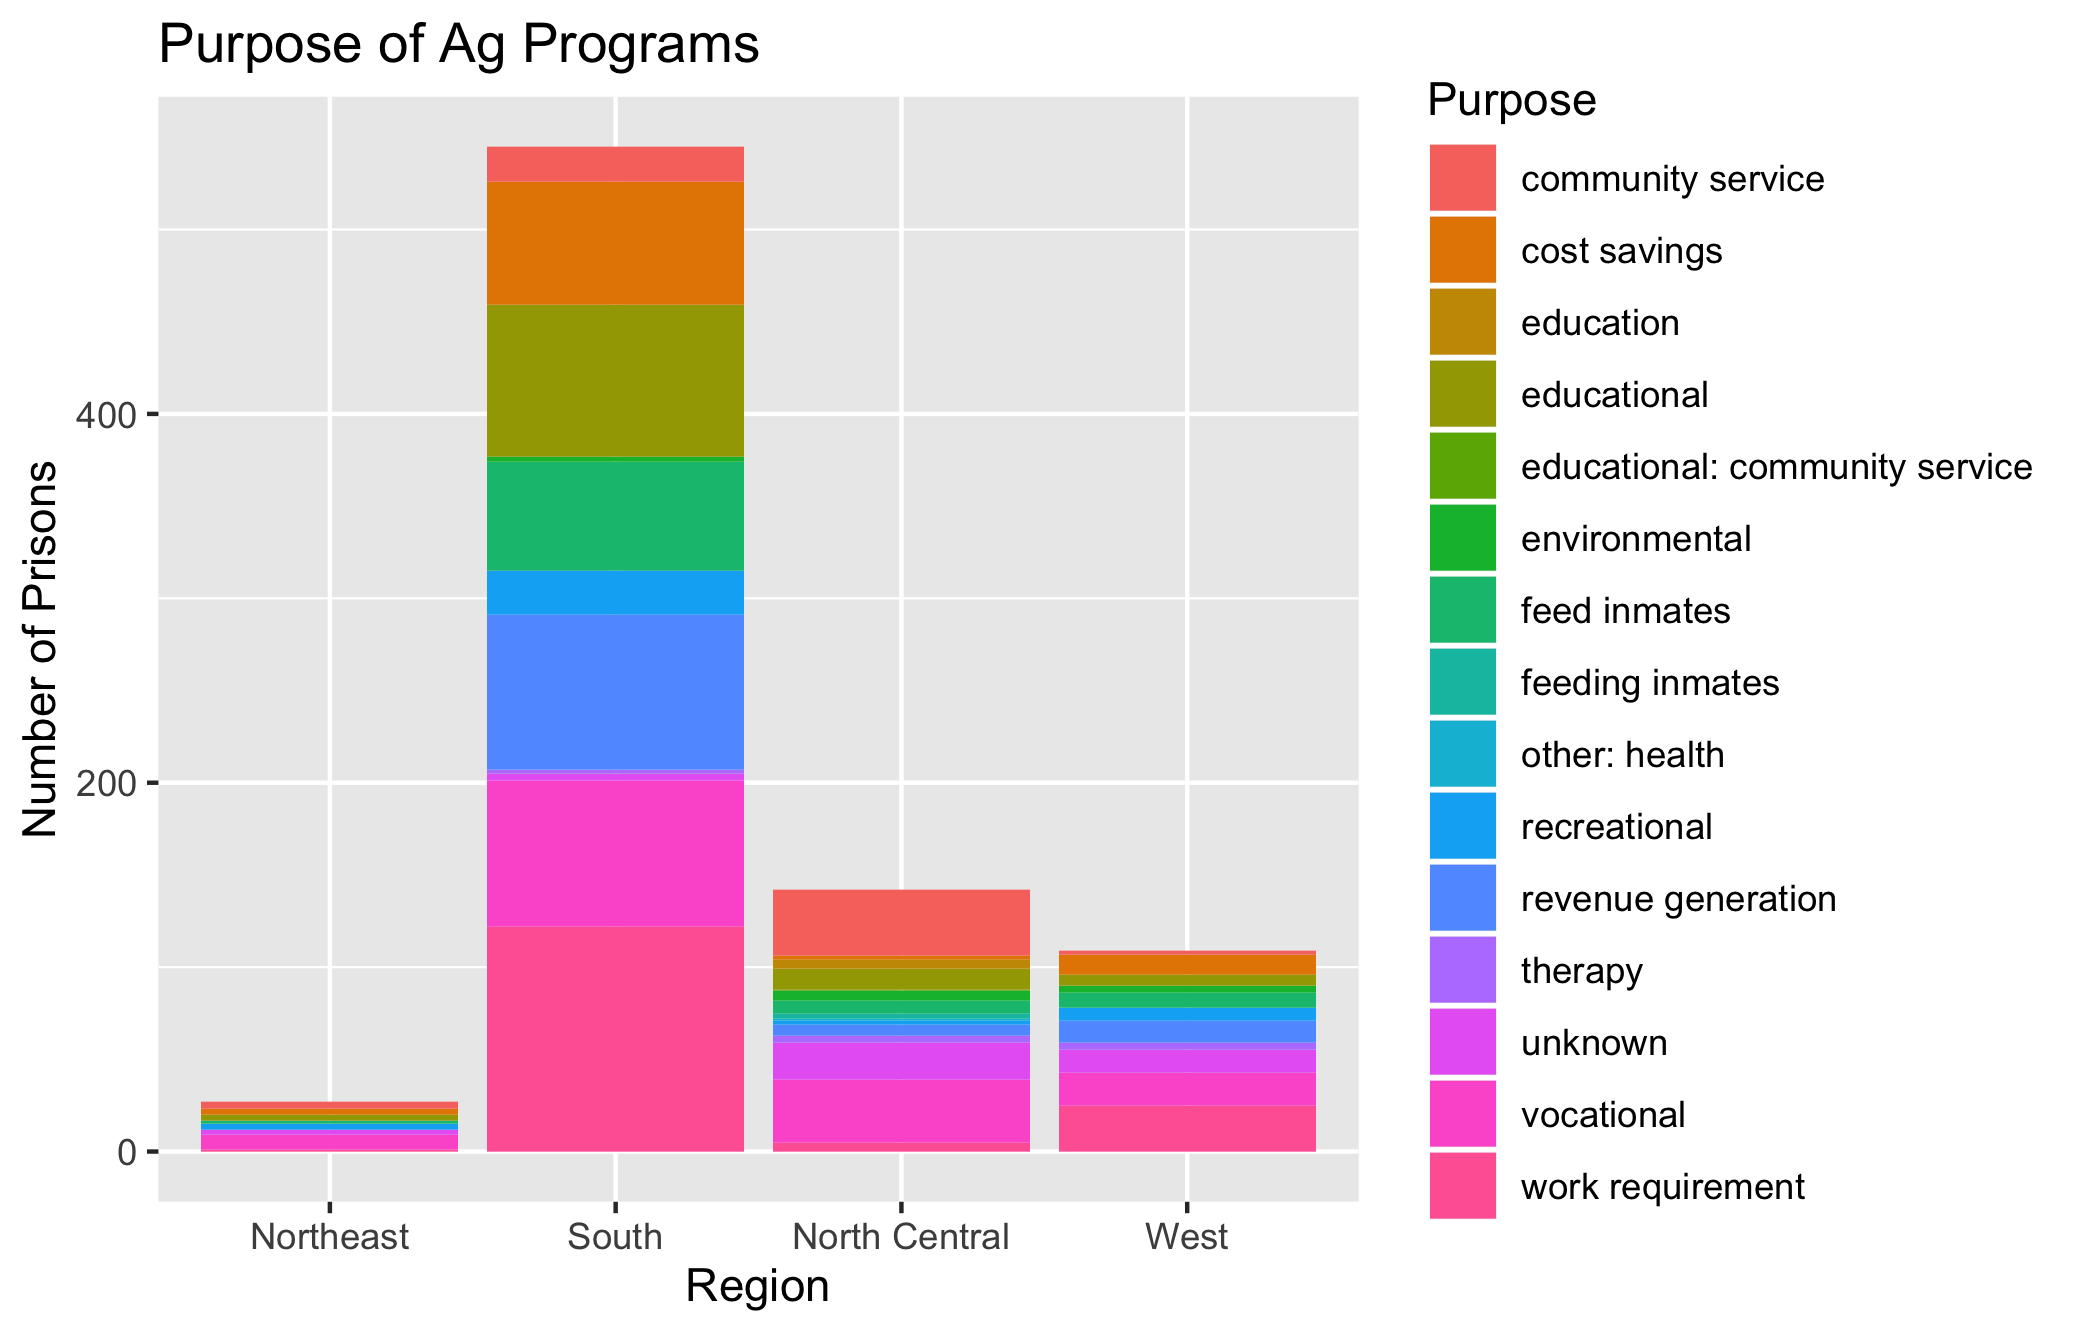 Purpose of Ag Programs
Purpose
community service
cost savings
education
educational
educational: community service
environmental
feed inmates
feeding inmates
other: health
recreational
revenue generation
therapy
unknown
vocational
work requirement
Number of Prisons
400
200
0
Northeast
South
North Central
West
Region